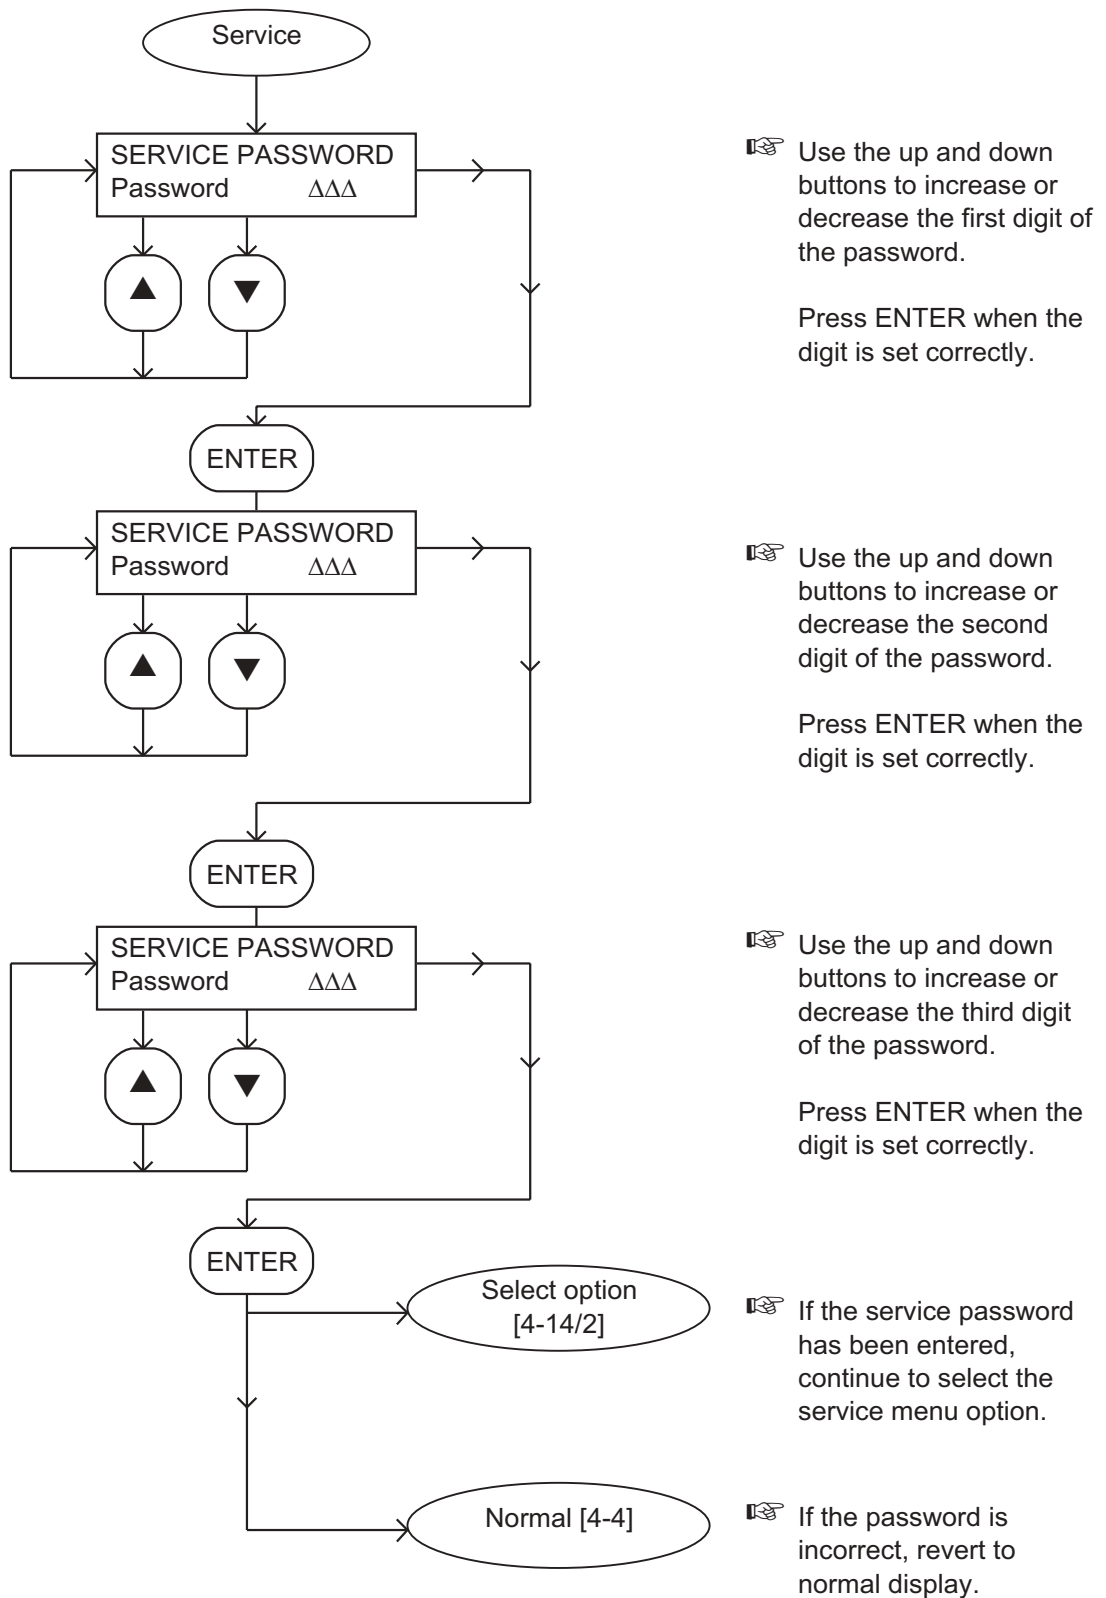 Service
SERVICE PASSWORD
Password ΔΔΔ
▲ ▼
☞ Use the up and down
buttons to increase or
decrease the first digit of
the password.
Press ENTER when the
digit is set correctly.
ENTER
SERVICE PASSWORD
Password ΔΔΔ
▲ ▼
☞ Use the up and down
buttons to increase or
decrease the second
digit of the password.
Press ENTER when the
digit is set correctly.
ENTER
SERVICE PASSWORD
Password ΔΔΔ
▲ ▼
☞ Use the up and down
buttons to increase or
decrease the third digit
of the password.
Press ENTER when the
digit is set correctly.
ENTER
Select option
[4-14/2]
☞ If the service password
has been entered,
continue to select the
service menu option.
Normal [4-4]
☞ If the password is
incorrect, revert to
normal display.